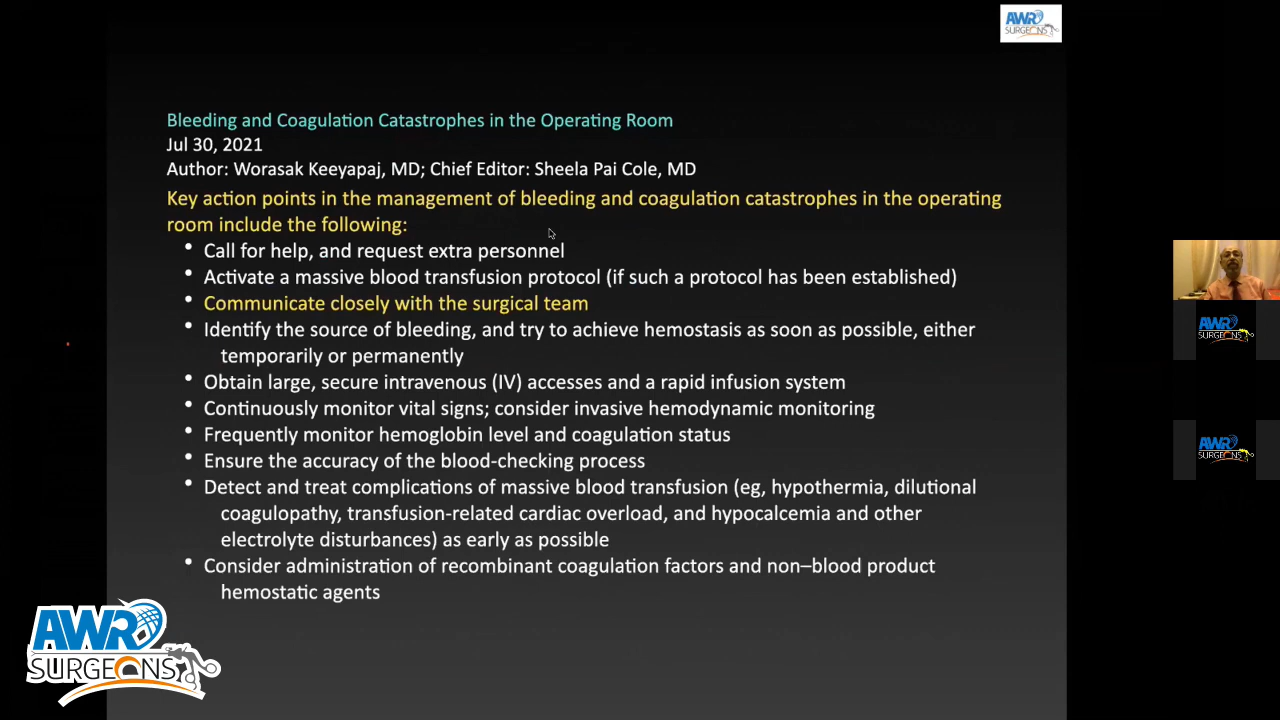 AWR
SURGEONS
Bleeding and Coagulation Catastrophes in the Operating Room
Jul 30, 2021
Author: Worasak Keeyapaj, MD; Chief Editor: Sheela Pai Cole, MD
Key action points in the management of bleeding and coagulation catastrophes in the operating
room include the following:
• Call for help, and request extra personnel
• Activate a massive blood transfusion protocol (if such a protocol has been established)
• Communicate closely with the surgical team
• Identify the source of bleeding, and try to achieve hemostasis as soon as possible, either
temporarily or permanently
• Obtain large, secure intravenous (IV) accesses and a rapid infusion system
• Continuously monitor vital signs; consider invasive hemodynamic monitoring
• Frequently monitor hemoglobin level and coagulation status
• Ensure the accuracy of the blood-checking process
• Detect and treat complications of massive blood transfusion (eg, hypothermia, dilutional
coagulopathy, transfusion-related cardiac overload, and hypocalcemia and other
electrolyte disturbances) as early as possible
• Consider administration of recombinant coagulation factors and non–blood product
hemostatic agents
AWR
SURGEONS
AWR
SURGEONS
AWR
SURGEONS